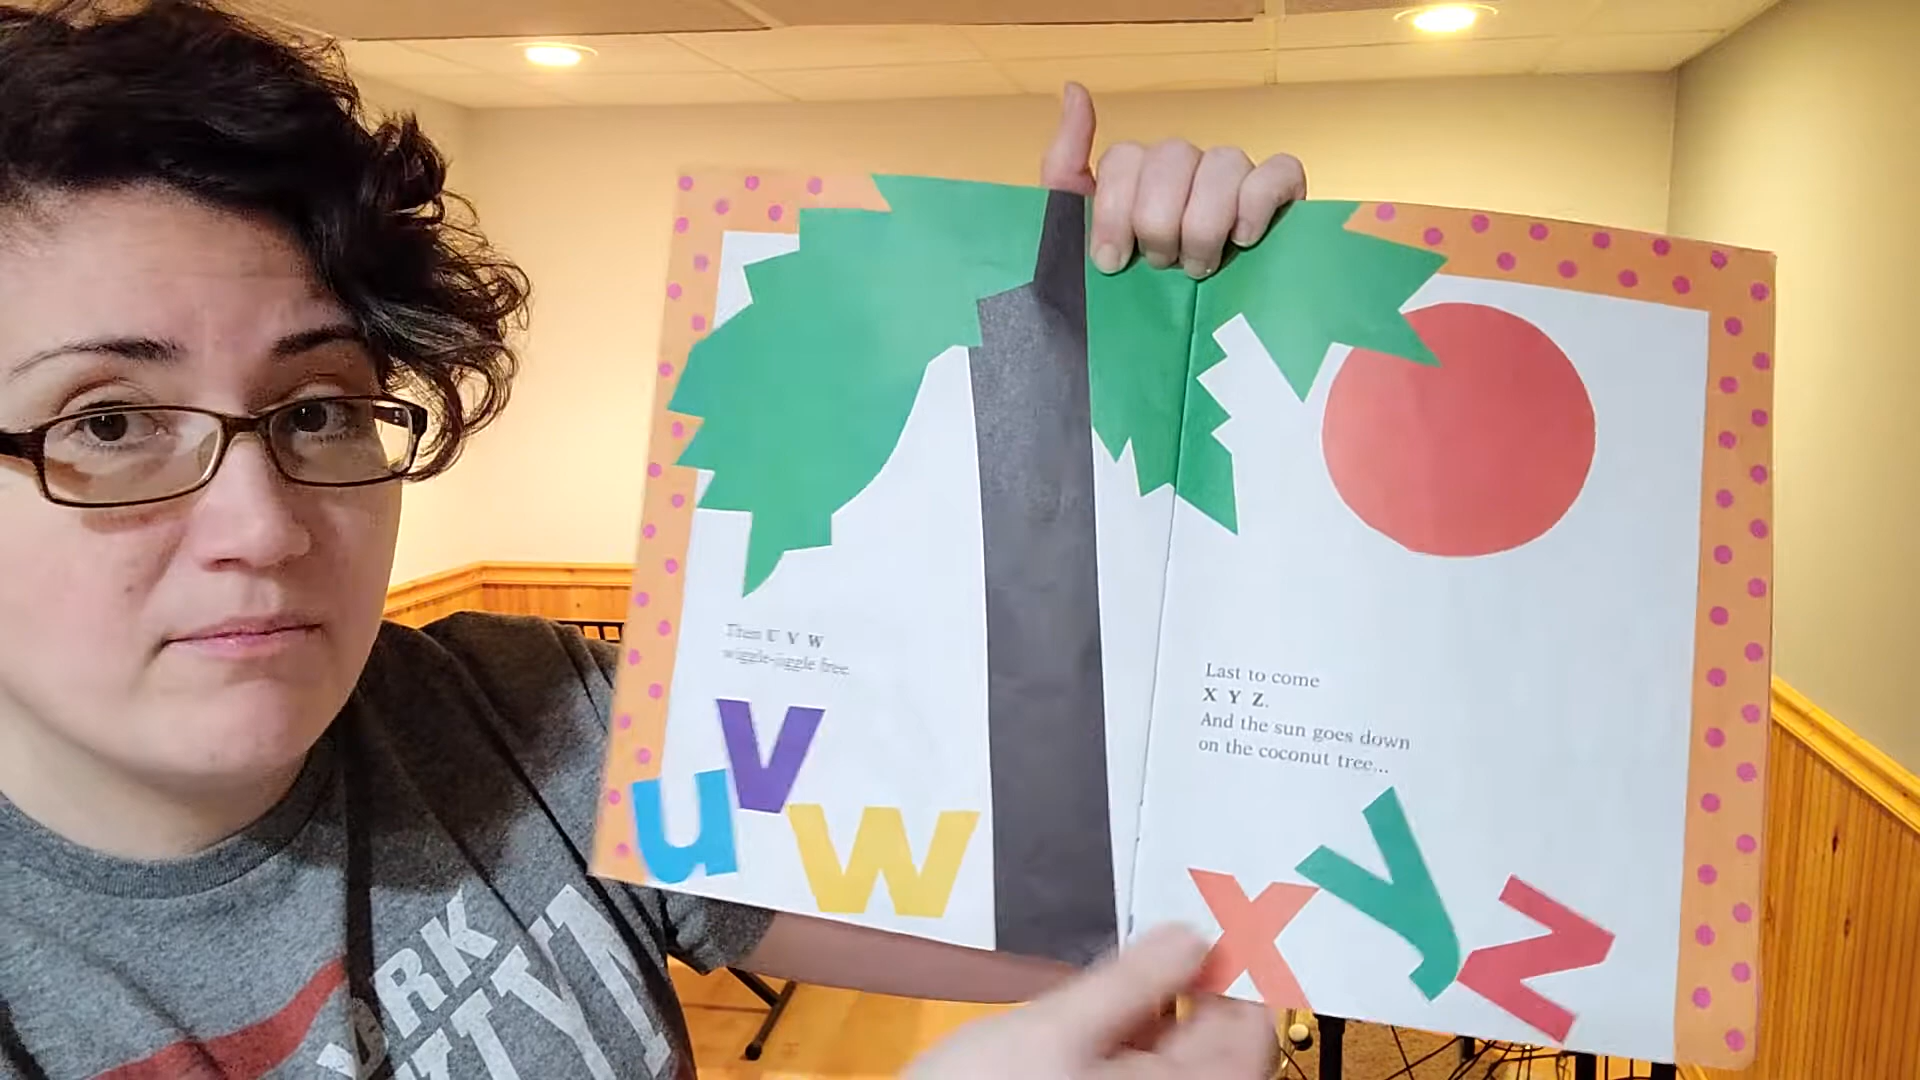 Then U V W
wiggle-jiggle free.
v
u
w
Last to come
X Y Z.
And the sun goes down
on the coconut tree...
y
x
z